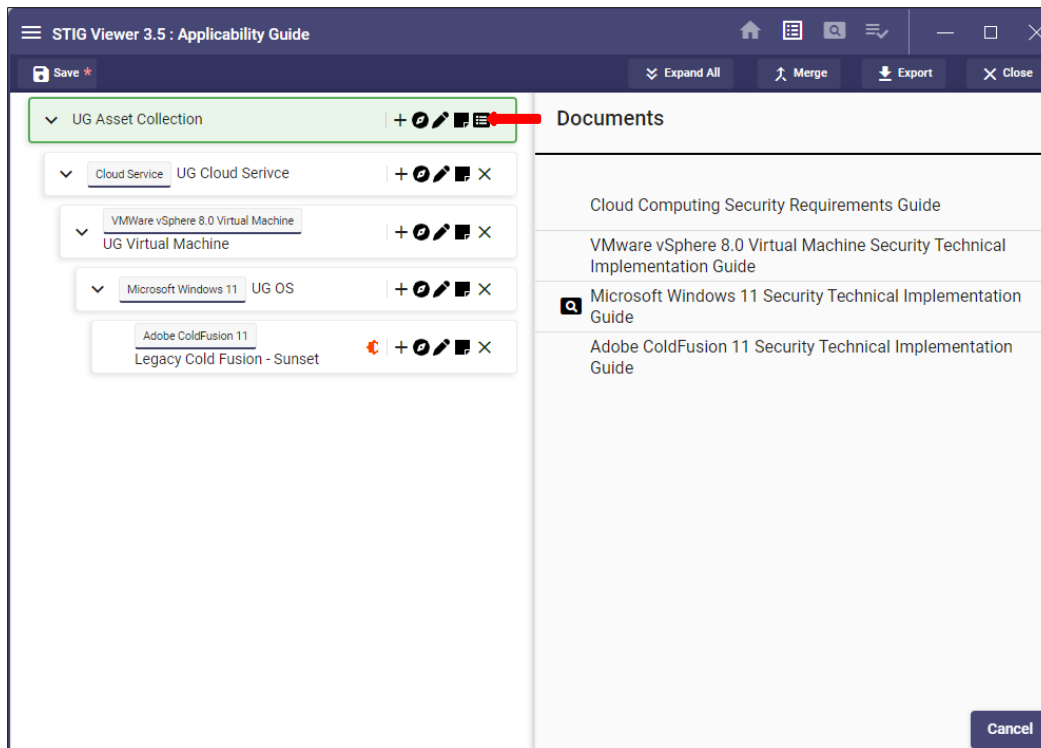 STIG Viewer 3.5 : Applicability Guide
Save *
Expand All
Merge
Export
Close
UG Asset Collection
Cloud Service UG Cloud Serivce
VMWare vSphere 8.0 Virtual Machine
UG Virtual Machine
Microsoft Windows 11 UG OS
Adobe ColdFusion 11
Legacy Cold Fusion - Sunset
Documents
Cloud Computing Security Requirements Guide
VMware vSphere 8.0 Virtual Machine Security Technical
Implementation Guide
Microsoft Windows 11 Security Technical Implementation
Guide
Adobe ColdFusion 11 Security Technical Implementation
Guide
Cancel